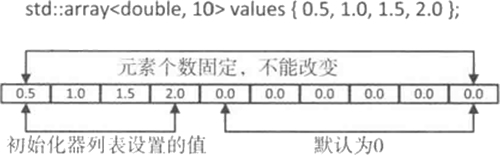 std::array<double, 10> values { 0.5, 1.0, 1.5, 2.0 };
元素个数固定，不能改变
0.5 1.0 1.5 2.0 0.0 0.0 0.0 0.0 0.0 0.0
初始化器列表设置的值 默认为0